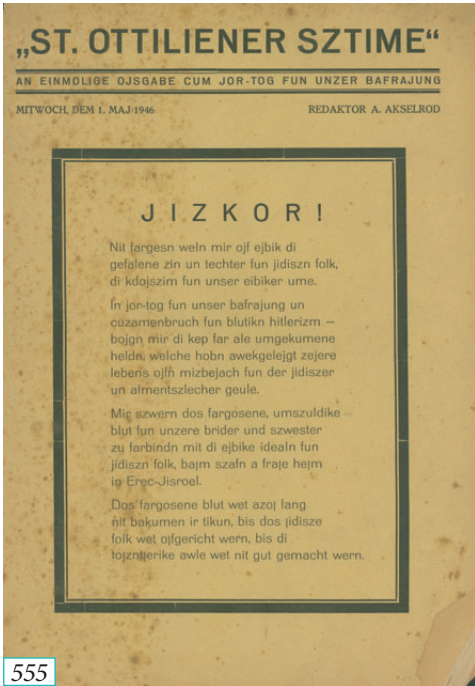 „ST. OTTILIENER SZTIME“
AN EINMOLIGE OJSGABE CUM JOR-TOG FUN UNZER BAFRAJUNG
MITWOCH, DEM 1. MAJ 1946 REDAKTOR A. AKSELROD
JIZKOR!
Nit fargesn weln mir ojf ejbik di
gefalene zin un techter fun jidiszn folk,
di kdojszim fun unser eibiker ume.
In jor-tog fun unser bafrajung un
cuzamenbruch fun blutikn hitlerizm —
bojgn mir di kep far ale umgekumene
heldn, welche hobn awekgelejgt zejere
lebens ojfn mizbejach fun der jidiszer
un almentszlecher geule.
Mir szwern dos fargosene, umszuldike
blut fun unzere brider und szwester
zu farbindn mit di ejbike idealn fun
jidiszn folk, bajm szafn a fraje hejm
in Erec-Jisroel.
Dos fargosene blut wet azoj lang
nit bakumen ir tikun, bis dos jidisze
folk wet ojfgericht wern, bis di
tojzntjerike awle wet nit gut gemacht wern.
555